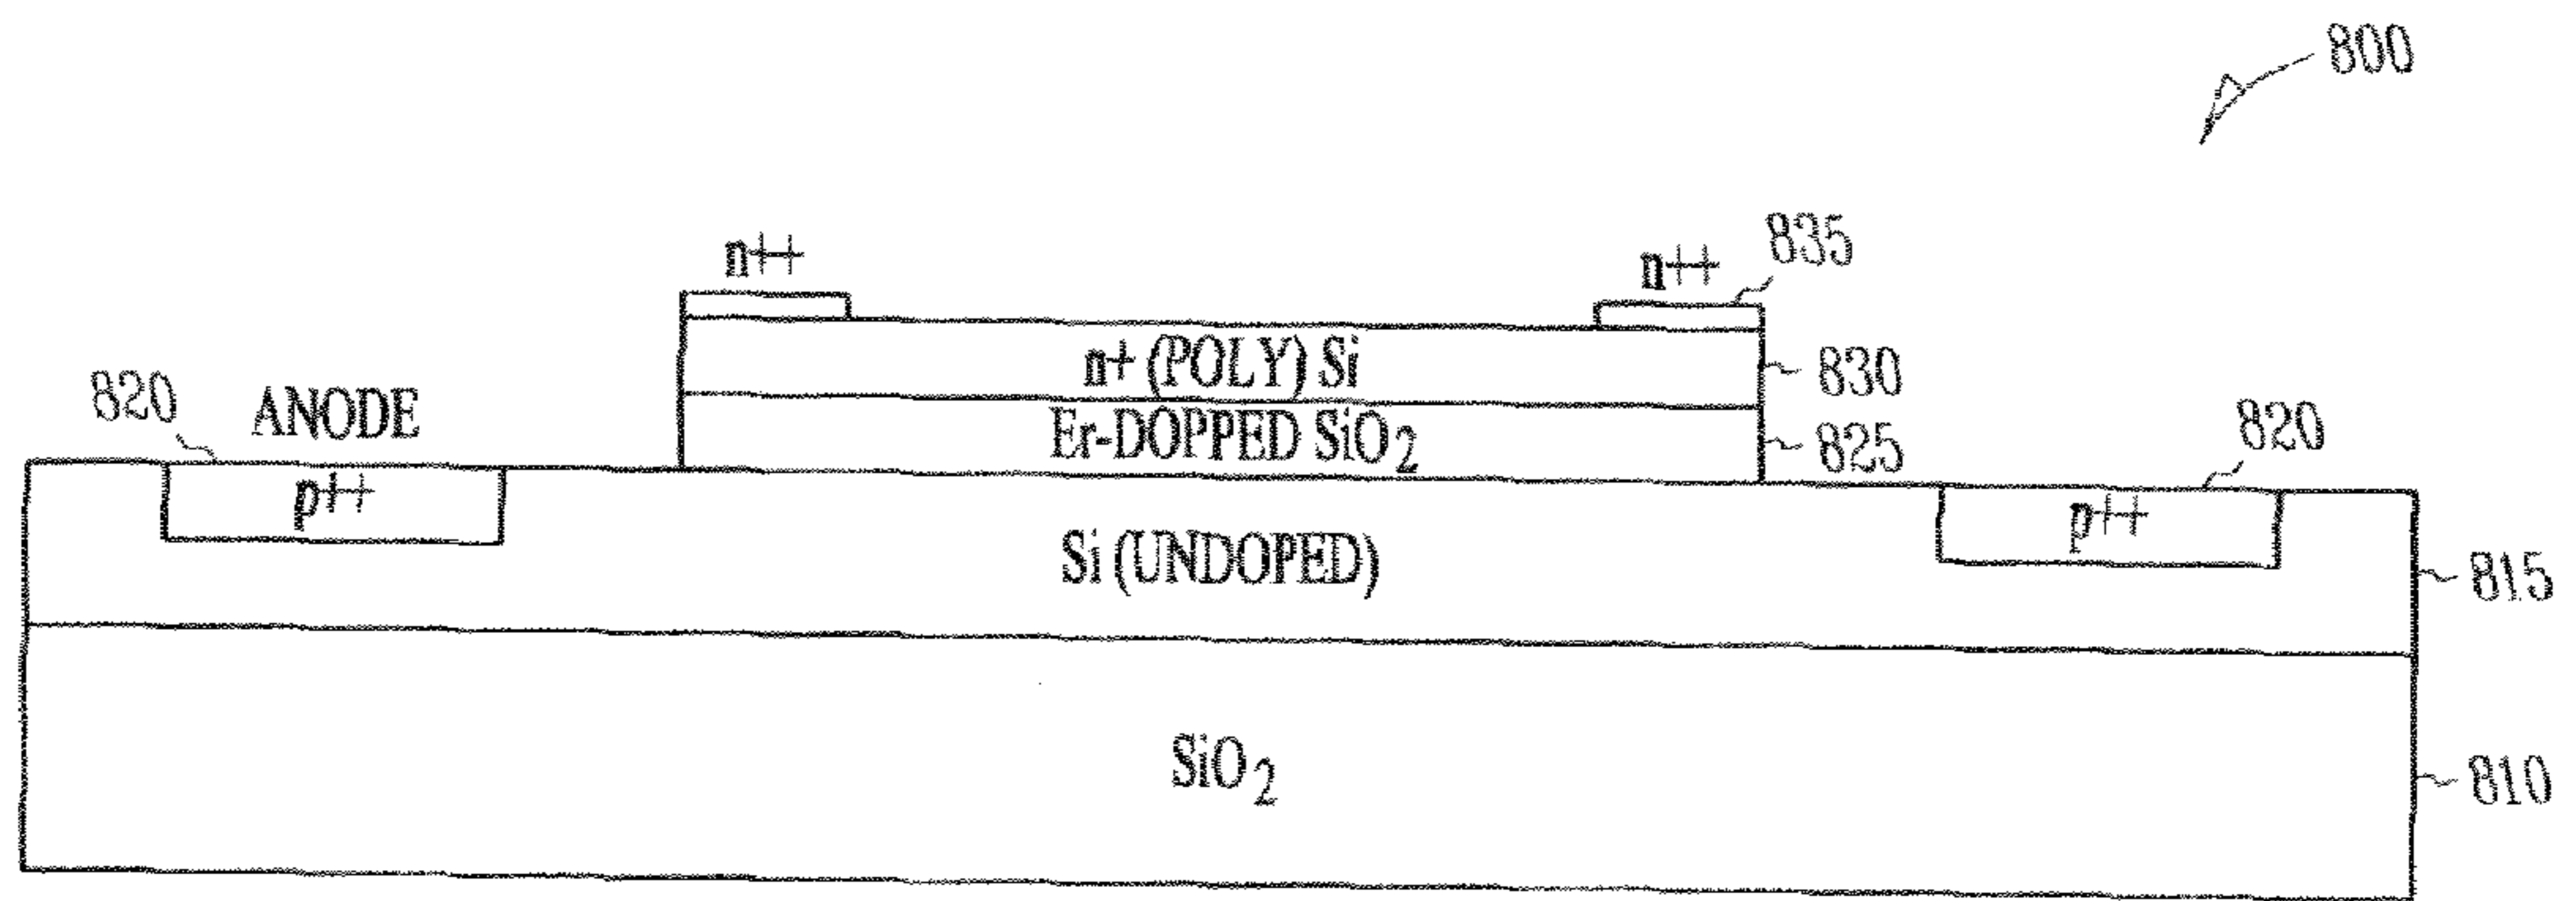 800
n++
n++
835
n+ (POLY) Si
830
820
ANODE
Er-DOPPED SiO2
825
820
p++
p++
Si (UNDOPED)
815
SiO2
810